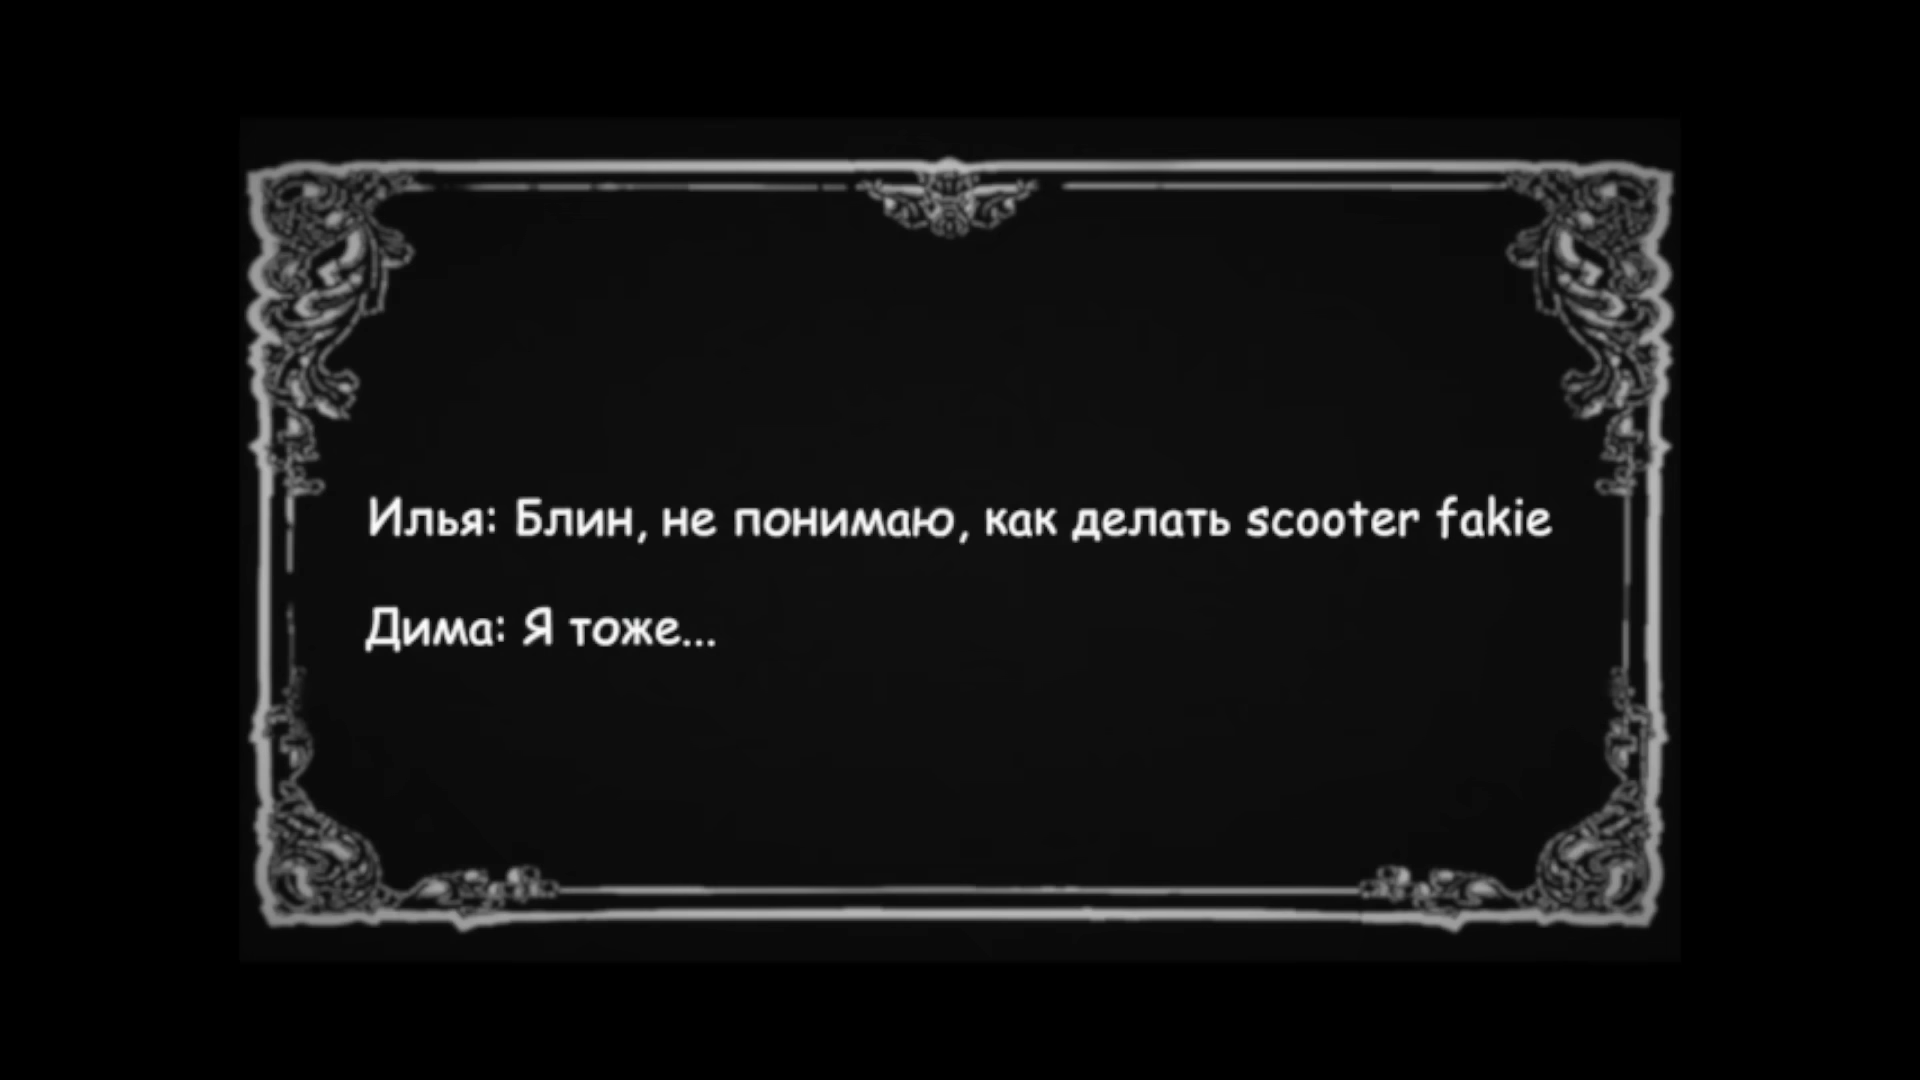 Илья: Блин, не понимаю, как делать scooter fakie
Дима: Я тоже...